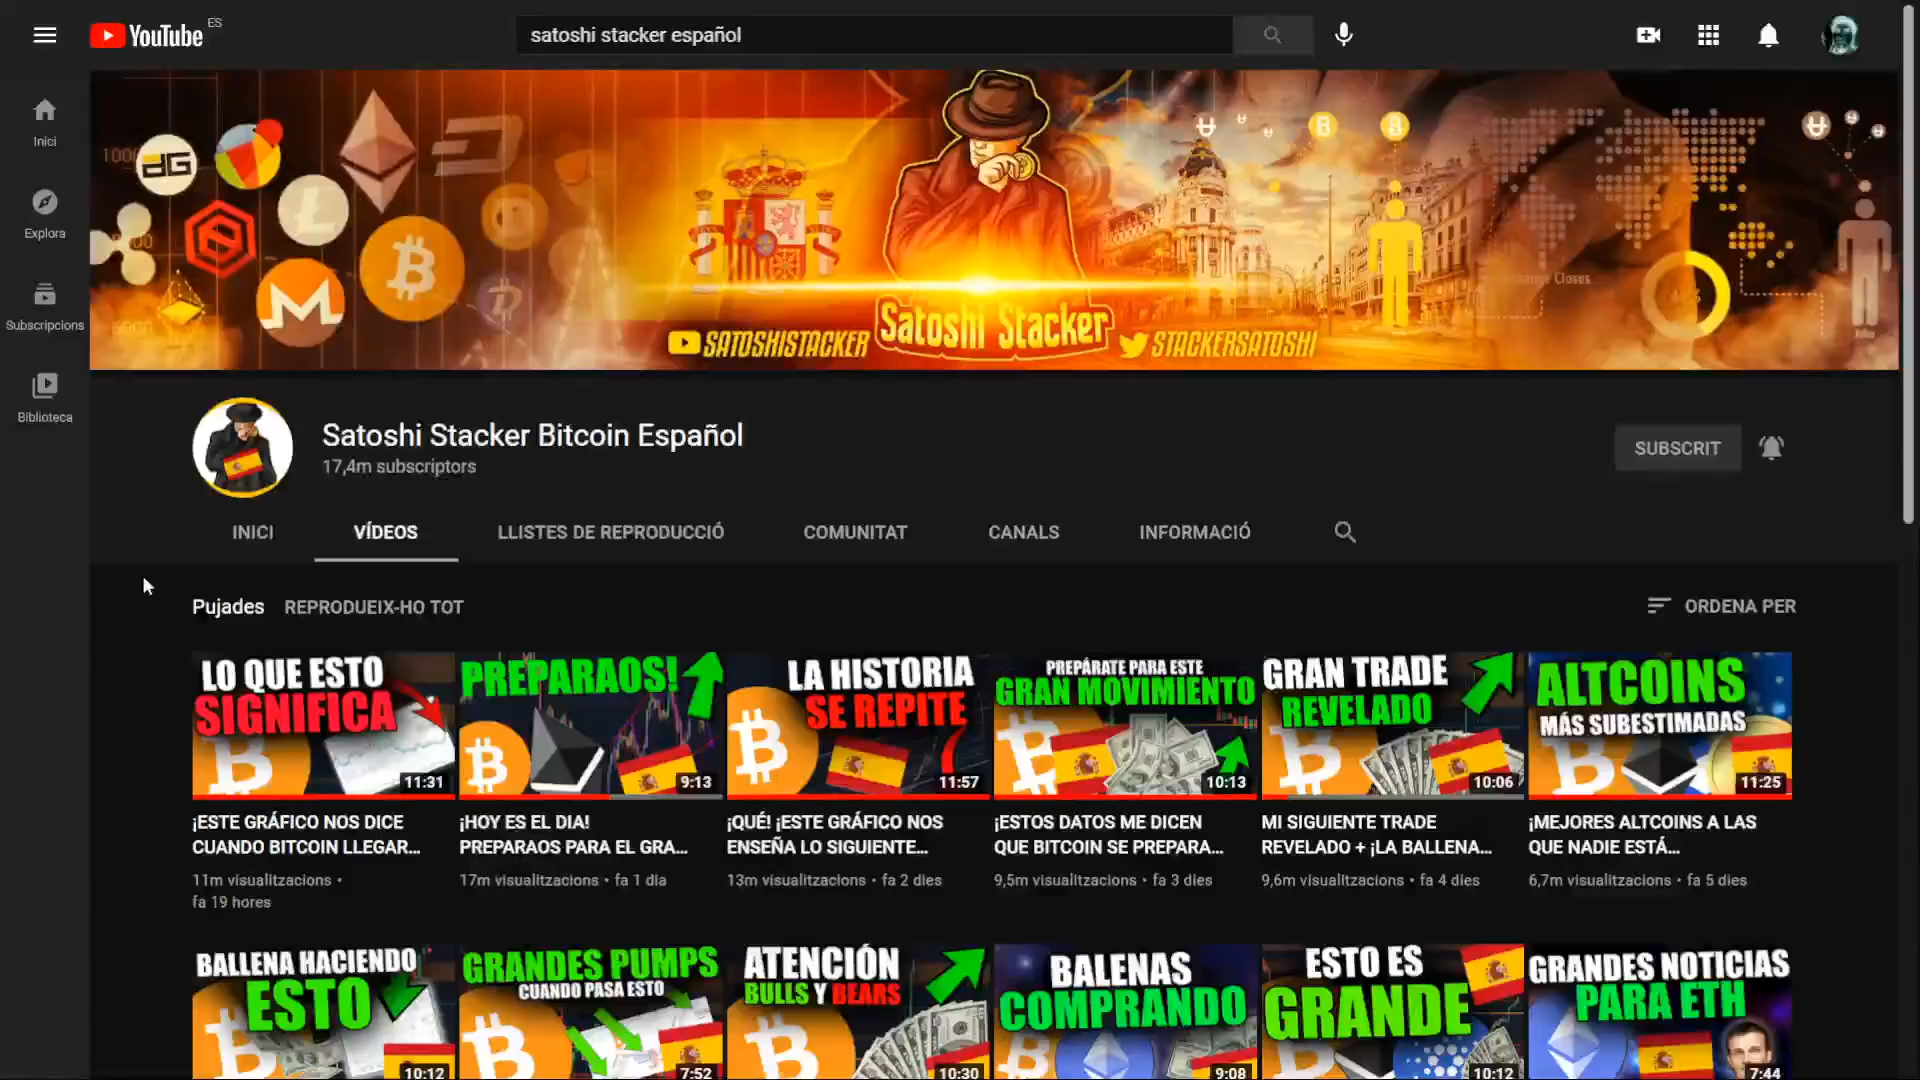 YouTube
ES
satoshi stacker español
Inici
Explora
Subscripcions
Biblioteca
SATOSHISTACKER
Satoshi Stacker
STACKERSATOSHI
Satoshi Stacker Bitcoin Español
17,4m subscriptors
SUBSCRIT
INICI
VÍDEOS
LLISTES DE REPRODUCCIÓ
COMUNITAT
CANALS
INFORMACIÓ
Pujades
REPRODUEIX-HO TOT
ORDENA PER
LO QUE ESTO
SIGNIFICA
11:31
PREPARAOS!
9:13
LA HISTORIA
SE REPITE
11:57
PREPÁRATE PARA ESTE
GRAN MOVIMIENTO
10:13
GRAN TRADE
REVELADO
10:06
ALTCOINS
MÁS SUBESTIMADAS
11:25
¡ESTE GRÁFICO NOS DICE
CUANDO BITCOIN LLEGAR...
11m visualitzacions •
fa 19 hores
¡HOY ES EL DIA!
PREPARAOS PARA EL GRA...
17m visualitzacions • fa 1 dia
¡QUÉ! ¡ESTE GRÁFICO NOS
ENSEÑA LO SIGUIENTE...
13m visualitzacions • fa 2 dies
¡ESTOS DATOS ME DICEN
QUE BITCOIN SE PREPARA...
9,5m visualitzacions • fa 3 dies
MI SIGUIENTE TRADE
REVELADO + ¡LA BALLENA...
9,6m visualitzacions • fa 4 dies
¡MEJORES ALTCOINS A LAS
QUE NADIE ESTÁ...
6,7m visualitzacions • fa 5 dies
BALLENA HACIENDO
ESTO
10:12
GRANDES PUMPS
CUANDO PASA ESTO
7:52
ATENCIÓN
BULLS Y BEARS
10:30
BALENAS
COMPRANDO
9:08
ESTO ES
GRANDE
10:12
GRANDES NOTICIAS
PARA ETH
7:44